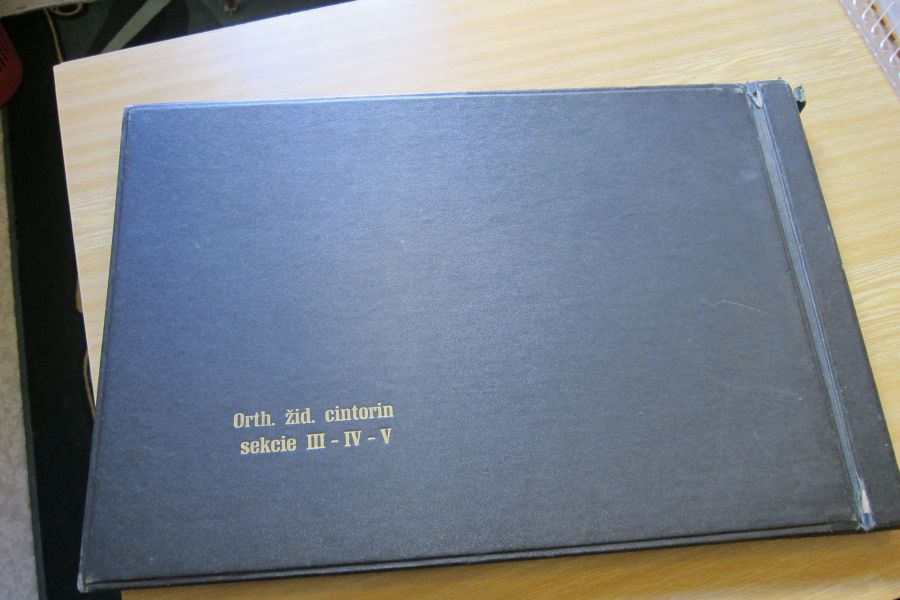 Orth. žid. cintorin
sekcie III - IV - V